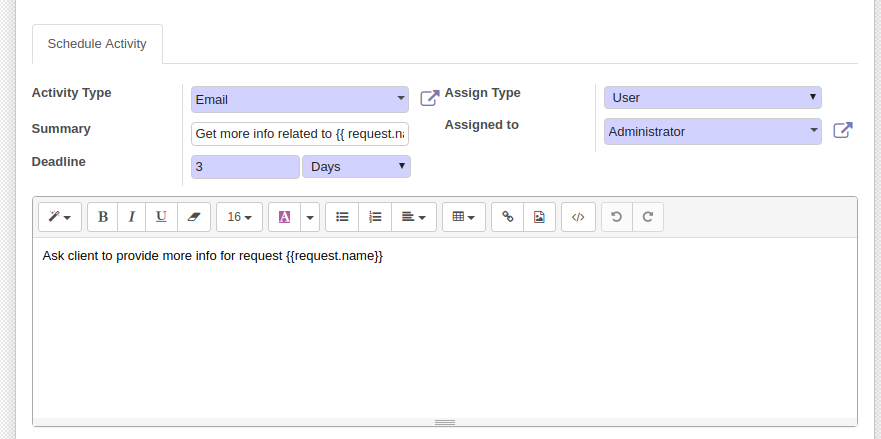 Schedule Activity
Activity Type
Email
Assign Type
User
Summary
Get more info related to {{ request.na
Assigned to
Administrator
Deadline
3
Days
B I U 16 A </>
Ask client to provide more info for request {{request.name}}